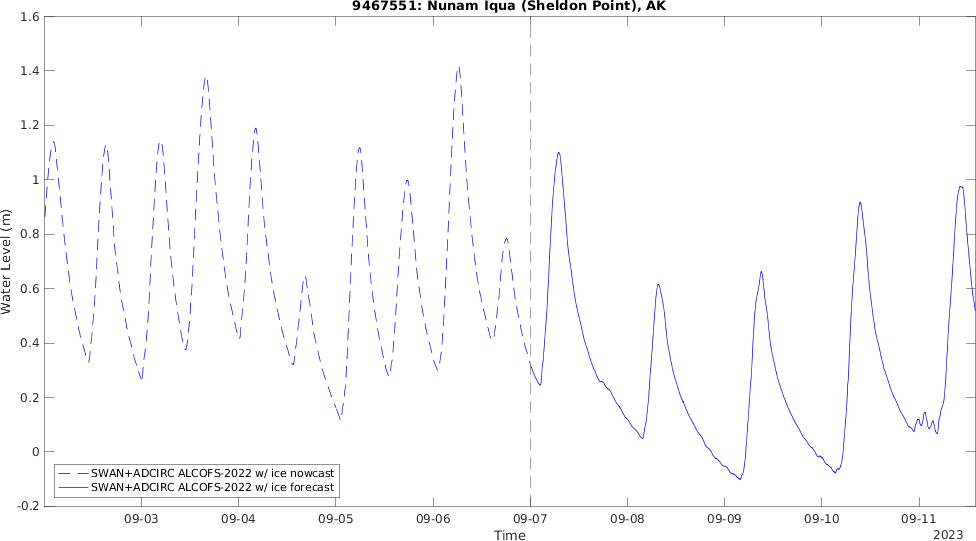 9467551: Nunam Iqua (Sheldon Point), AK
1.6
1.4
1.2
1
0.8
0.6
0.4
0.2
0
-0.2
Water Level (m)
SWAN+ADCIRC ALCOFS-2022 w/ ice nowcast
SWAN+ADCIRC ALCOFS-2022 w/ ice forecast
09-03 09-04 09-05 09-06 09-07 09-08 09-09 09-10 09-11
Time
2023